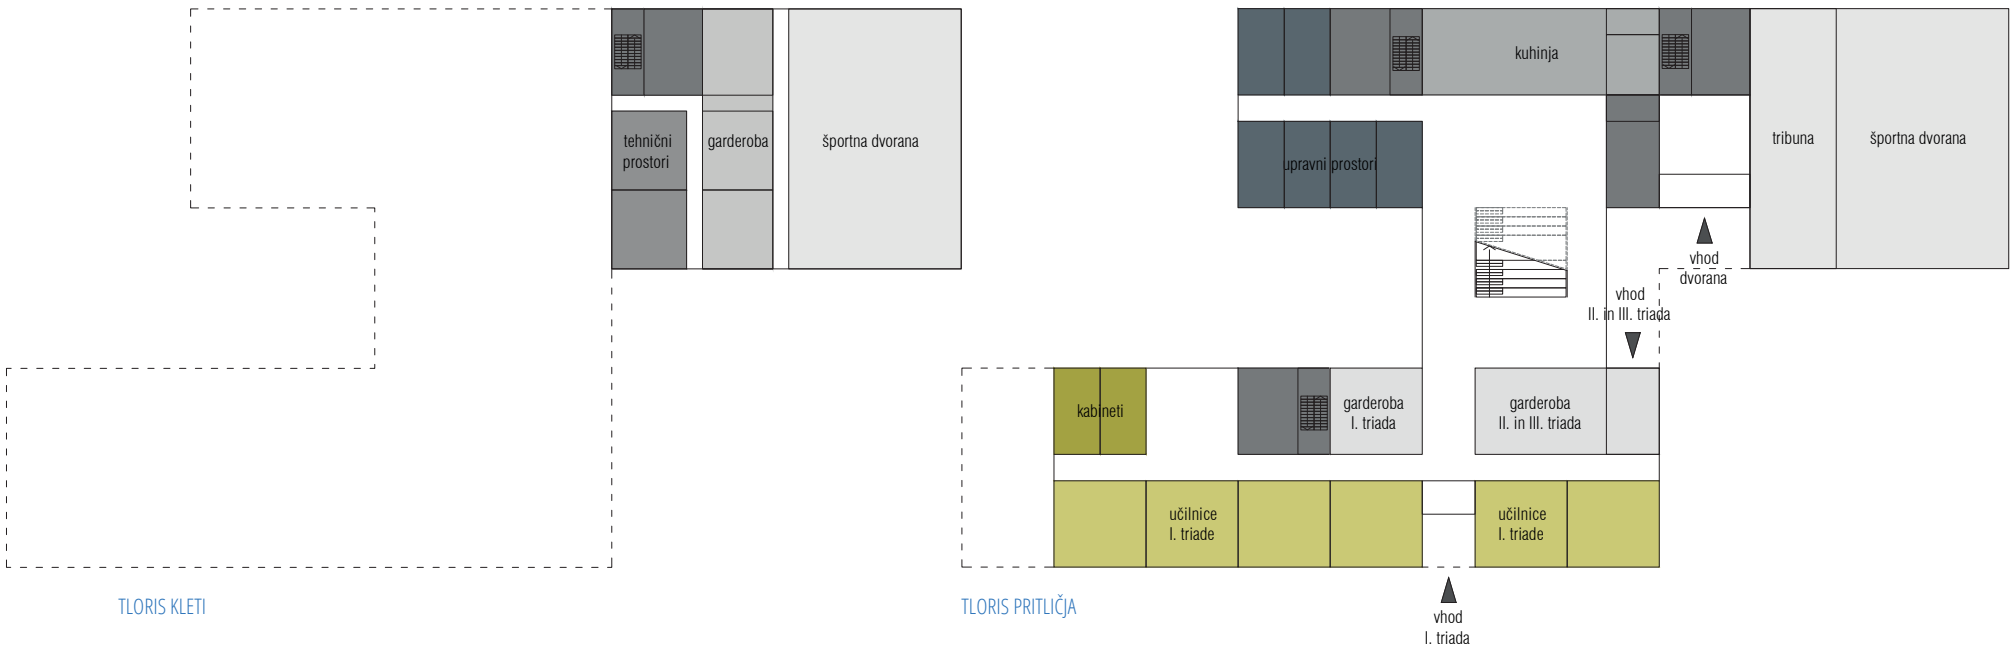 tehnični
prostori
garderoba
športna dvorana
TLORIS KLETI
kuhinja
upravni prostori
tribuna
športna dvorana
vhod
dvorana
vhod
II. in III. triada
kabineti
garderoba
I. triada
garderoba
II. in III. triada
učilnice
I. triade
učilnice
I. triade
TLORIS PRITLIČJA
vhod
I. triada